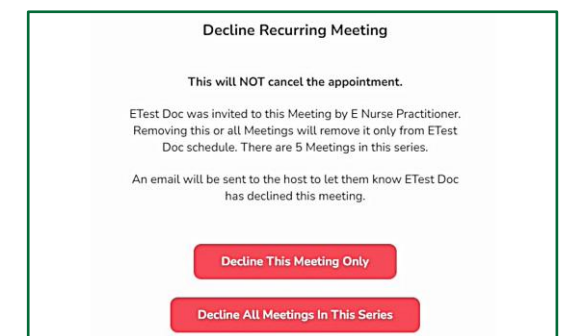 Decline Recurring Meeting
This will NOT cancel the appointment.
ETest Doc was invited to this Meeting by E Nurse Practitioner.
Removing this or all Meetings will remove it only from ETest
Doc schedule. There are 5 Meetings in this series.
An email will be sent to the host to let them know ETest Doc
has declined this meeting.
Decline This Meeting Only
Decline All Meetings In This Series